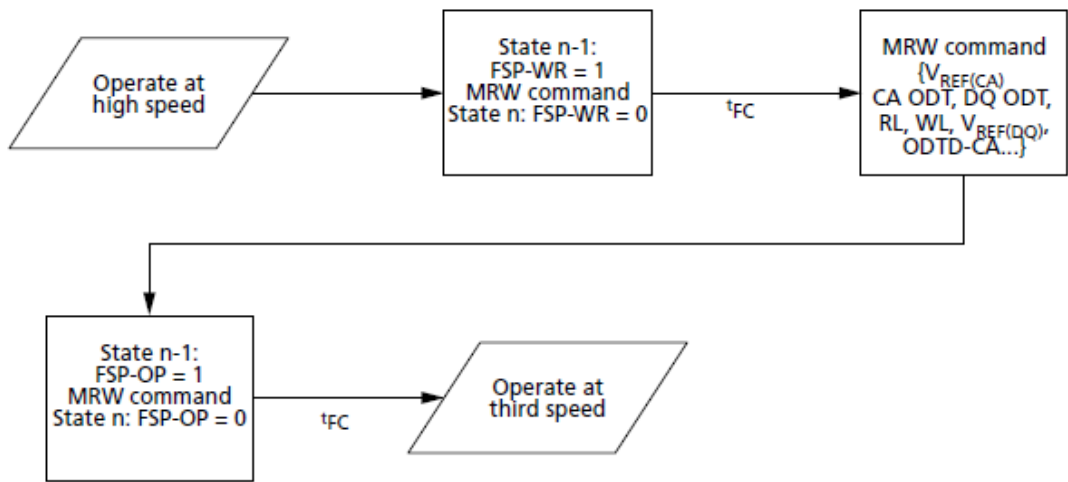 Operate at
high speed
State n-1:
FSP-WR = 1
MRW command
State n: FSP-WR = 0
tFC
MRW command
{VREF(CA)
CA ODT, DQ ODT,
RL, WL, VREF(DQ),
ODTD-CA...}
State n-1:
FSP-OP = 1
MRW command
State n: FSP-OP = 0
tFC
Operate at
third speed